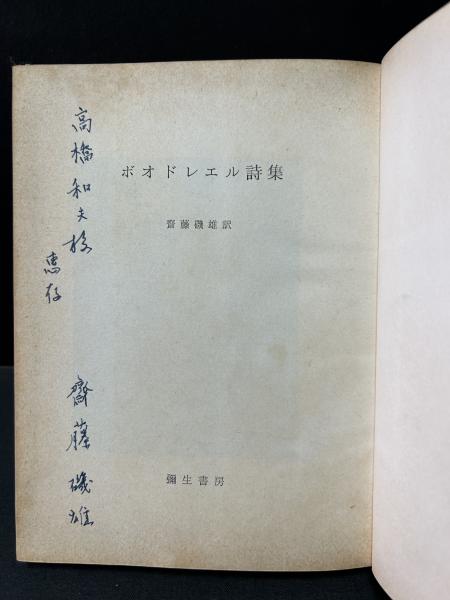 ボオドレエル詩集
齋藤磯雄訳
彌生書房
高橋和夫様
恵存
齋藤磯雄